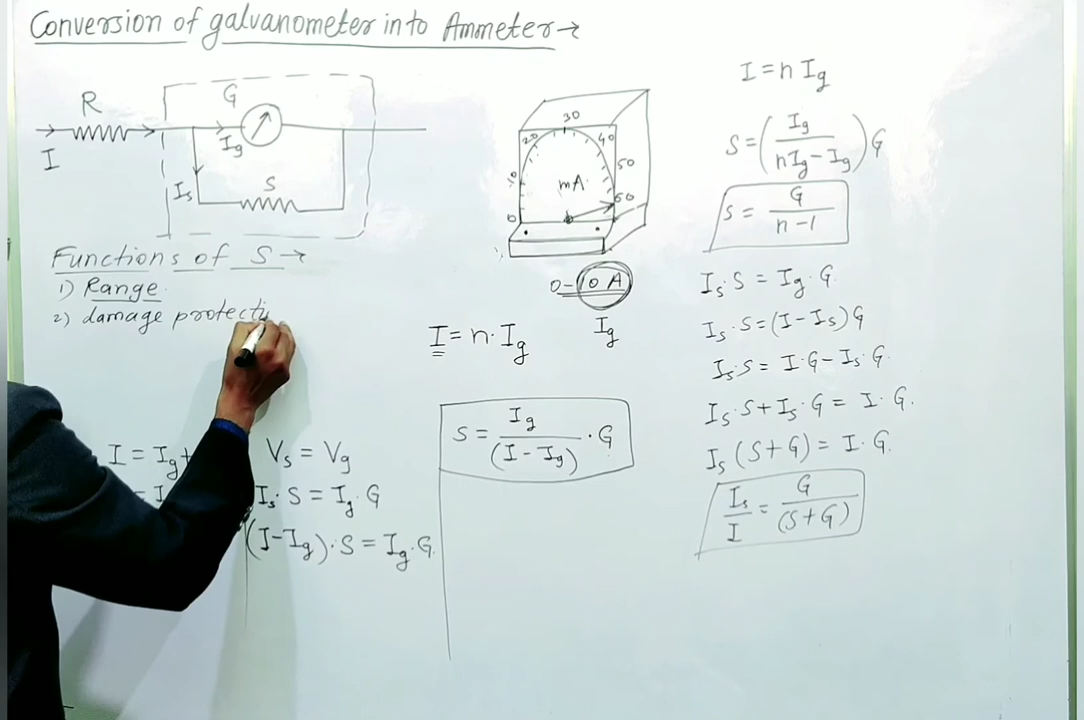 Conversion of galvanometer into Ammeter →
R
G
I
Ig
Is
S
Functions of S →
1) Range
2) damage protecti
I = Ig+
= I
Vs = Vg
Is·S = Ig·G
(I-Ig)·S = Ig·G
20
30
40
50
60
0
mA
0-10 A
Ig
I = n·Ig
S = Ig/(I-Ig) · G
I = n Ig
S = (Ig/(nIg-Ig)) G
S = G/(n-1)
Is·S = Ig·G
Is·S = (I-Is)G
Is·S = I·G-Is·G
Is·S+Is·G = I·G.
Is(S+G) = I·G.
Is/I = G/(S+G)